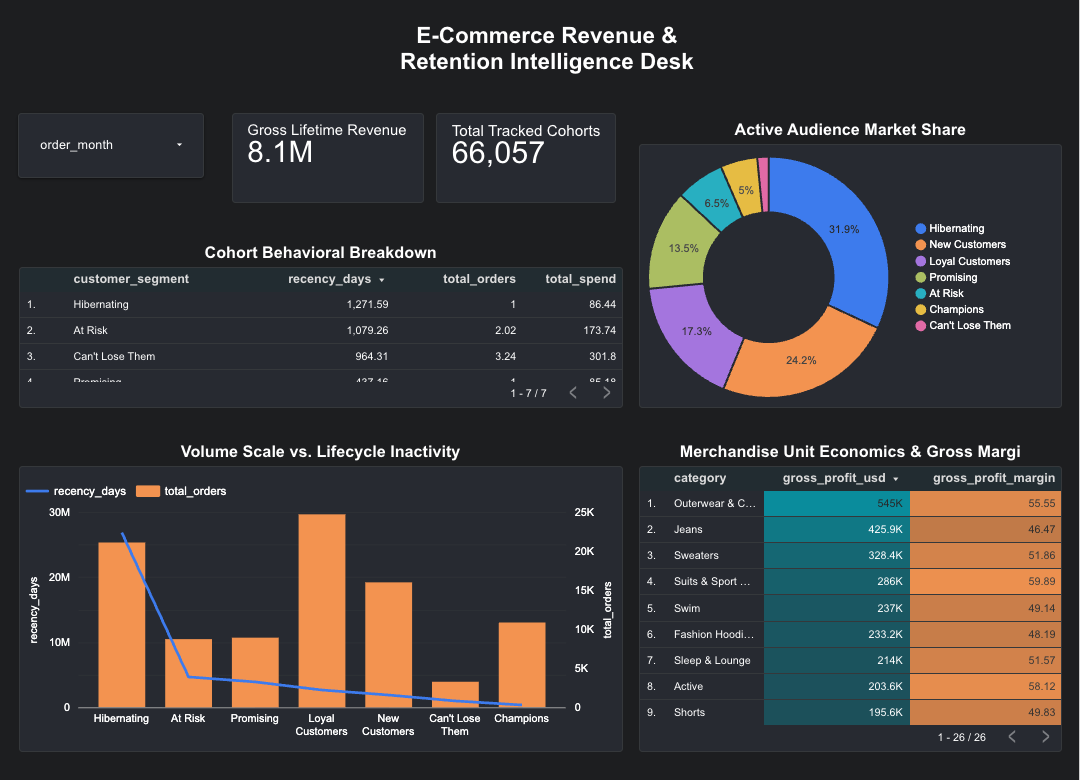 E-Commerce Revenue &
Retention Intelligence Desk
order_month
Gross Lifetime Revenue
8.1M
Total Tracked Cohorts
66,057
Active Audience Market Share
31.9%
24.2%
17.3%
13.5%
6.5%
5%
Hibernating
New Customers
Loyal Customers
Promising
At Risk
Champions
Can't Lose Them
Cohort Behavioral Breakdown
customer_segment recency_days total_orders total_spend
1. Hibernating 1,271.59 1 86.44
2. At Risk 1,079.26 2.02 173.74
3. Can't Lose Them 964.31 3.24 301.8
4. Promising 437.16 1 85.18
1 - 7 / 7
Volume Scale vs. Lifecycle Inactivity
recency_days total_orders
30M
20M
10M
0
recency_days
25K
20K
15K
10K
5K
0
total_orders
Hibernating At Risk Promising Loyal Customers New Customers Can't Lose Them Champions
Merchandise Unit Economics & Gross Margi
category gross_profit_usd gross_profit_margin
1. Outerwear & C... 545K 55.55
2. Jeans 425.9K 46.47
3. Sweaters 328.4K 51.86
4. Suits & Sport ... 286K 59.89
5. Swim 237K 49.14
6. Fashion Hoodi... 233.2K 48.19
7. Sleep & Lounge 214K 51.57
8. Active 203.6K 58.12
9. Shorts 195.6K 49.83
1 - 26 / 26